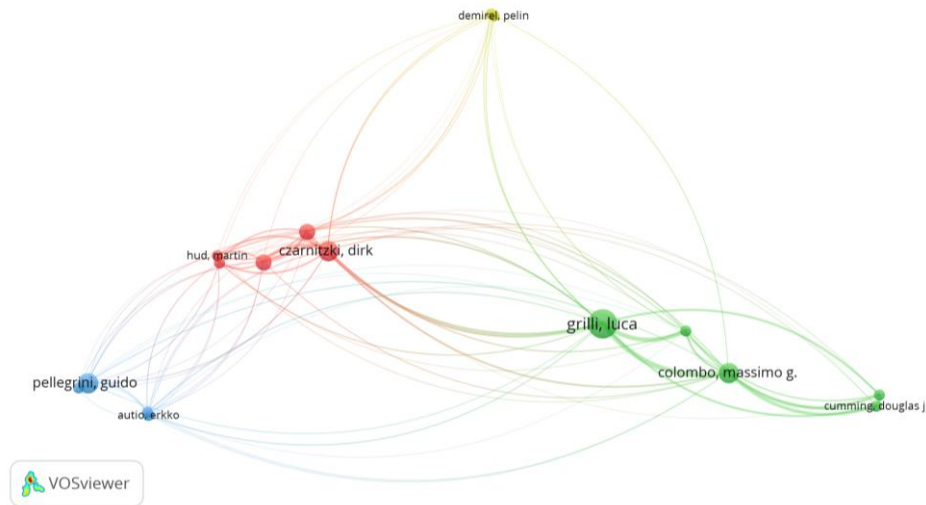 demirel, pelin
hud, martin
czarnitzki, dirk
grilli, luca
colombo, massimo g.
pellegrini, guido
cumming, douglas j
autio, erkko
VOSviewer